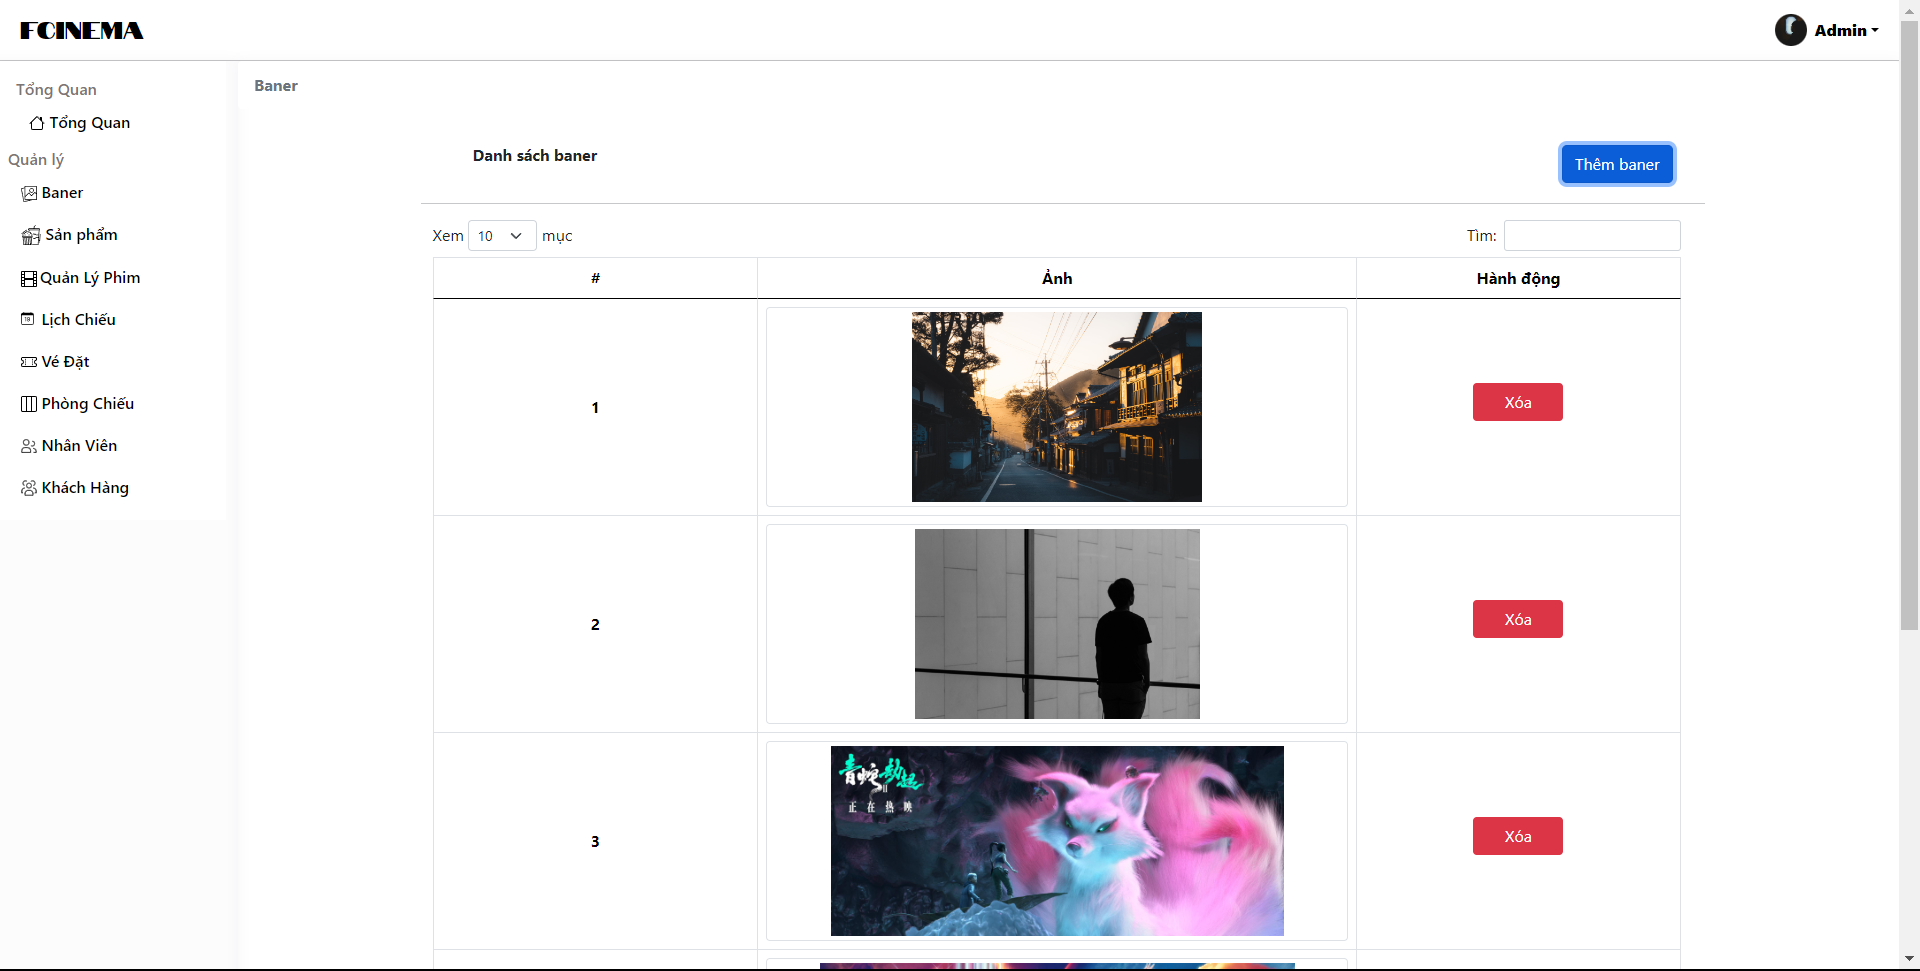 FCINEMA
Admin
Tổng Quan
Tổng Quan
Quản lý
Baner
Sản phẩm
Quản Lý Phim
Lịch Chiếu
Vé Đặt
Phòng Chiếu
Nhân Viên
Khách Hàng
Baner
Danh sách baner
Thêm baner
Xem 10 mục
Tìm:
# Ảnh Hành động
1 Xóa
2 Xóa
青蛇劫起
II
正在热映
3 Xóa